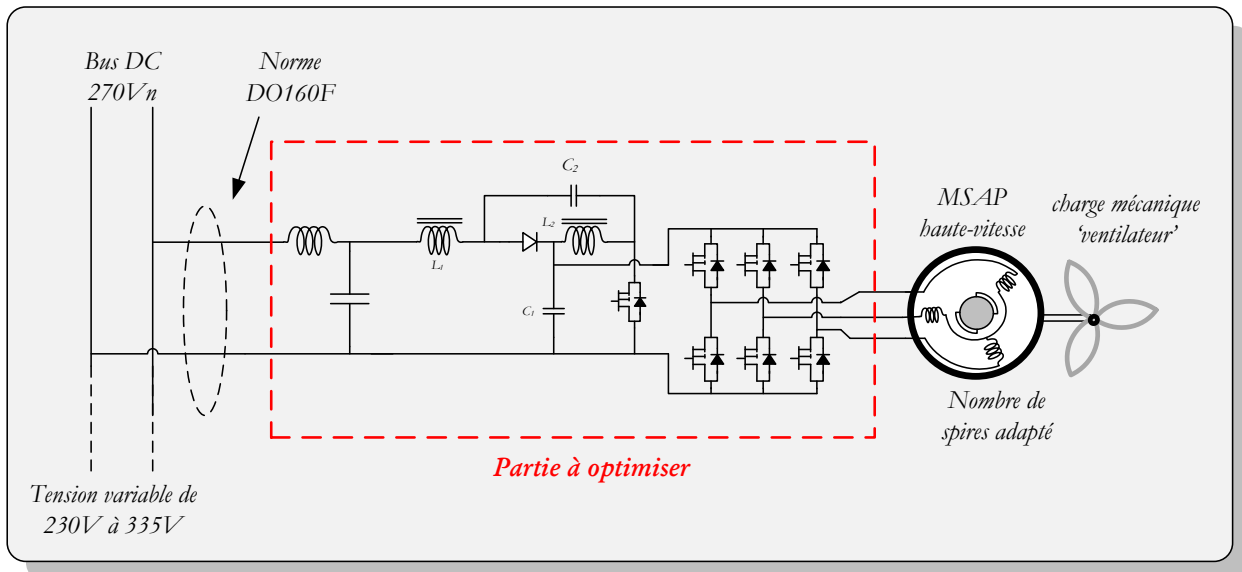 Bus DC
270Vn
Norme
DO160F
C2
L2
L1
C1
MSAP
haute-vitesse
charge mécanique
‘ventilateur’
Nombre de
spires adapté
Partie à optimiser
Tension variable de
230V à 335V